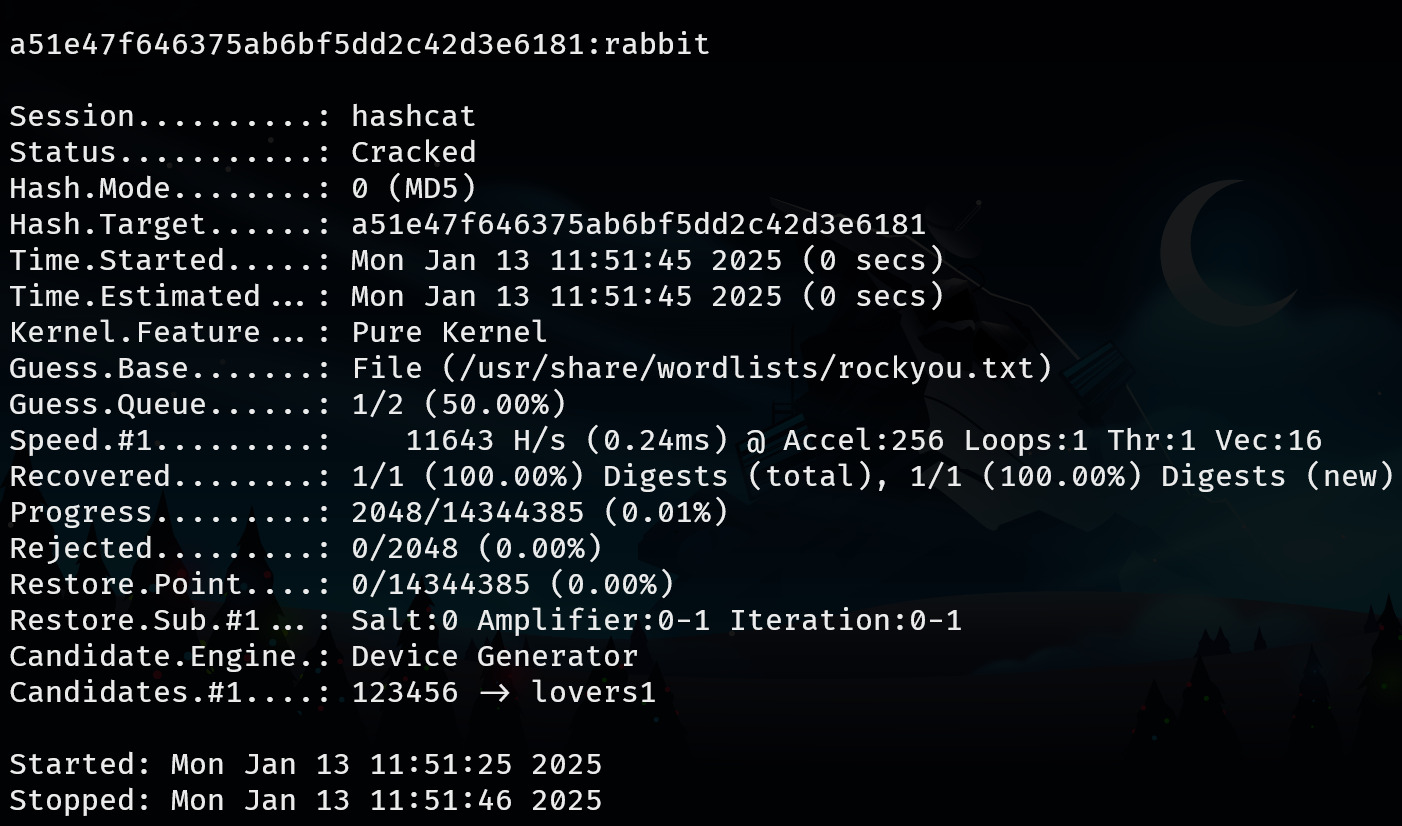 a51e47f646375ab6bf5dd2c42d3e6181:rabbit
Session..........: hashcat
Status...........: Cracked
Hash.Mode........: 0 (MD5)
Hash.Target......: a51e47f646375ab6bf5dd2c42d3e6181
Time.Started.....: Mon Jan 13 11:51:45 2025 (0 secs)
Time.Estimated...: Mon Jan 13 11:51:45 2025 (0 secs)
Kernel.Feature...: Pure Kernel
Guess.Base.......: File (/usr/share/wordlists/rockyou.txt)
Guess.Queue......: 1/2 (50.00%)
Speed.#1.........:    11643 H/s (0.24ms) @ Accel:256 Loops:1 Thr:1 Vec:16
Recovered........: 1/1 (100.00%) Digests (total), 1/1 (100.00%) Digests (new)
Progress.........: 2048/14344385 (0.01%)
Rejected.........: 0/2048 (0.00%)
Restore.Point....: 0/14344385 (0.00%)
Restore.Sub.#1...: Salt:0 Amplifier:0-1 Iteration:0-1
Candidate.Engine.: Device Generator
Candidates.#1....: 123456 -> lovers1
Started: Mon Jan 13 11:51:25 2025
Stopped: Mon Jan 13 11:51:46 2025